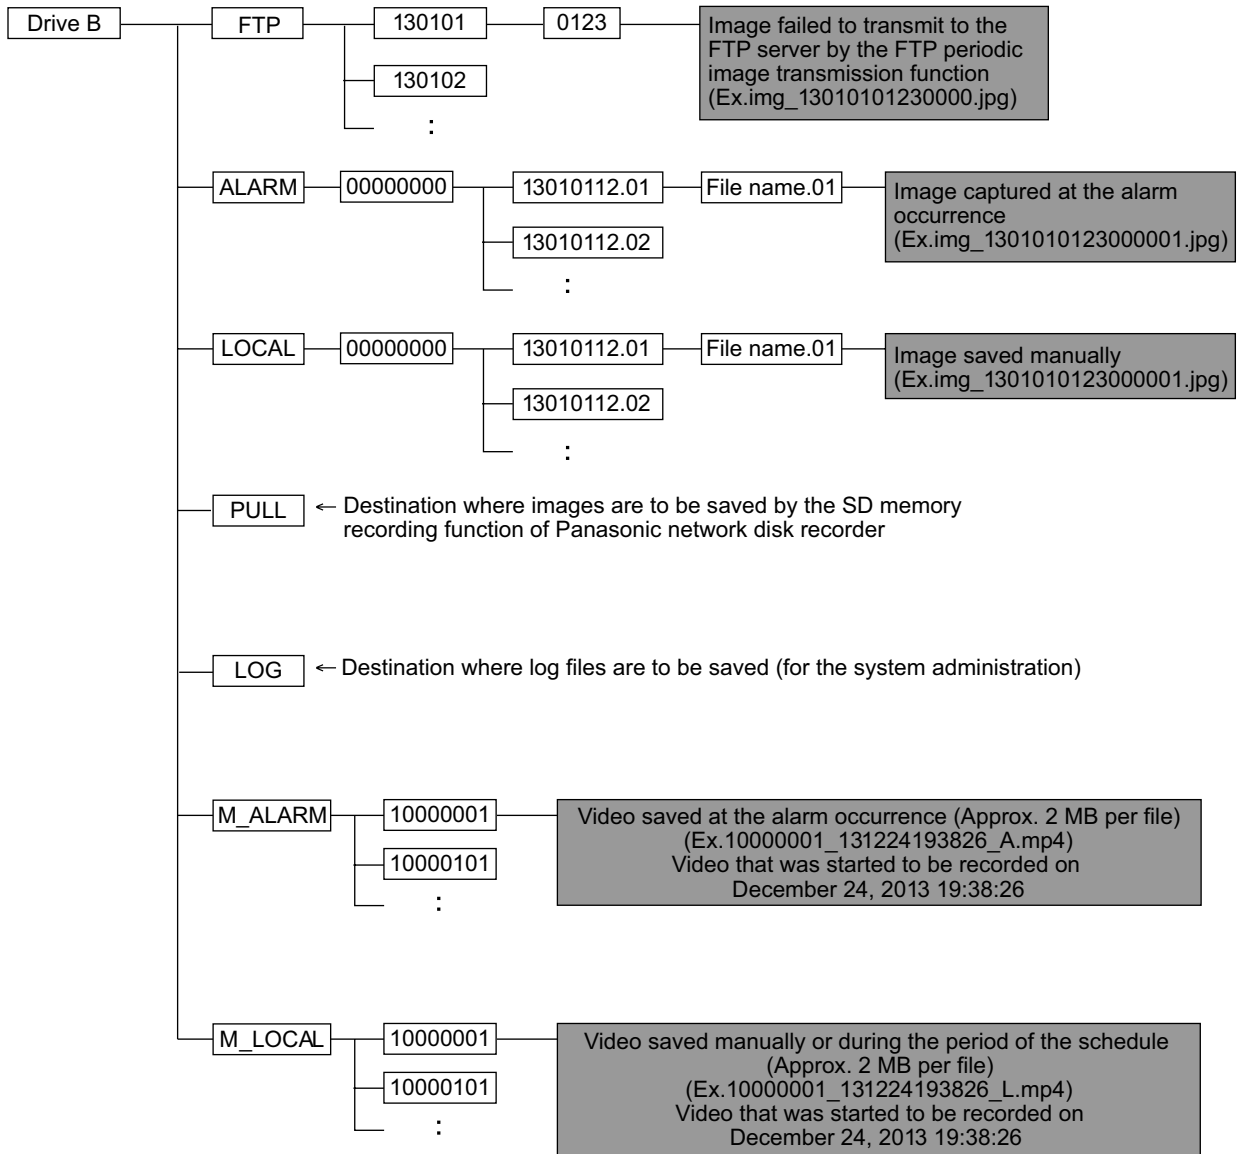 Drive B
FTP
130101
0123
Image failed to transmit to the
FTP server by the FTP periodic
image transmission function
(Ex.img_13010101230000.jpg)
130102
:
ALARM
00000000
13010112.01
File name.01
Image captured at the alarm
occurrence
(Ex.img_1301010123000001.jpg)
13010112.02
:
LOCAL
00000000
13010112.01
File name.01
Image saved manually
(Ex.img_1301010123000001.jpg)
13010112.02
:
PULL
← Destination where images are to be saved by the SD memory
recording function of Panasonic network disk recorder
LOG
← Destination where log files are to be saved (for the system administration)
M_ALARM
10000001
Video saved at the alarm occurrence (Approx. 2 MB per file)
(Ex.10000001_131224193826_A.mp4)
Video that was started to be recorded on
December 24, 2013 19:38:26
10000101
:
M_LOCAL
10000001
Video saved manually or during the period of the schedule
(Approx. 2 MB per file)
(Ex.10000001_131224193826_L.mp4)
Video that was started to be recorded on
December 24, 2013 19:38:26
10000101
: